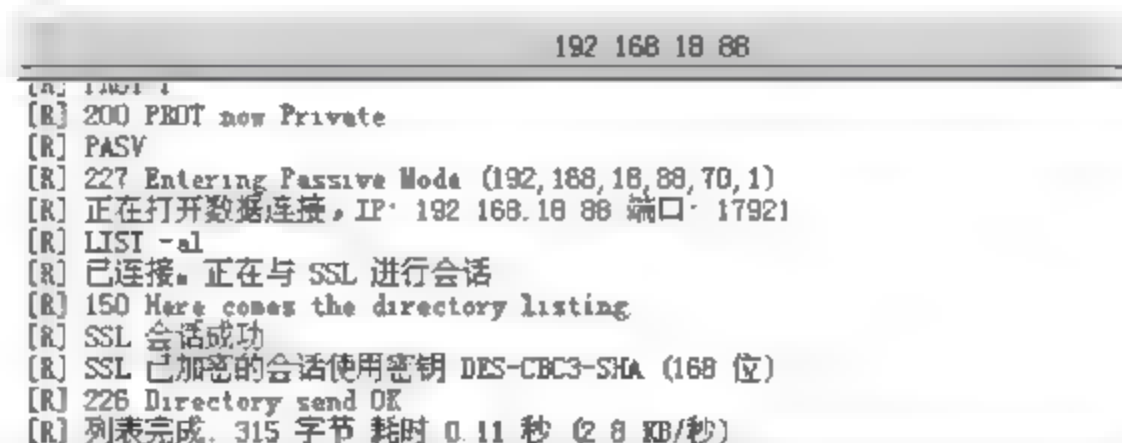 192 168 18 88
[R] 200 PROT now Private
[R] PASV
[R] 227 Entering Passive Mode (192,168,18,88,70,1)
[R] 正在打开数据连接。IP: 192 168.18 88 端口: 17921
[R] LIST -al
[R] 已连接。正在与 SSL 进行会话
[R] 150 Here comes the directory listing
[R] SSL 会话成功
[R] SSL 已加密的会话使用密钥 DES-CBC3-SHA (168 位)
[R] 226 Directory send OK
[R] 列表完成. 315 字节 耗时 0.11 秒 (2 8 KB/秒)